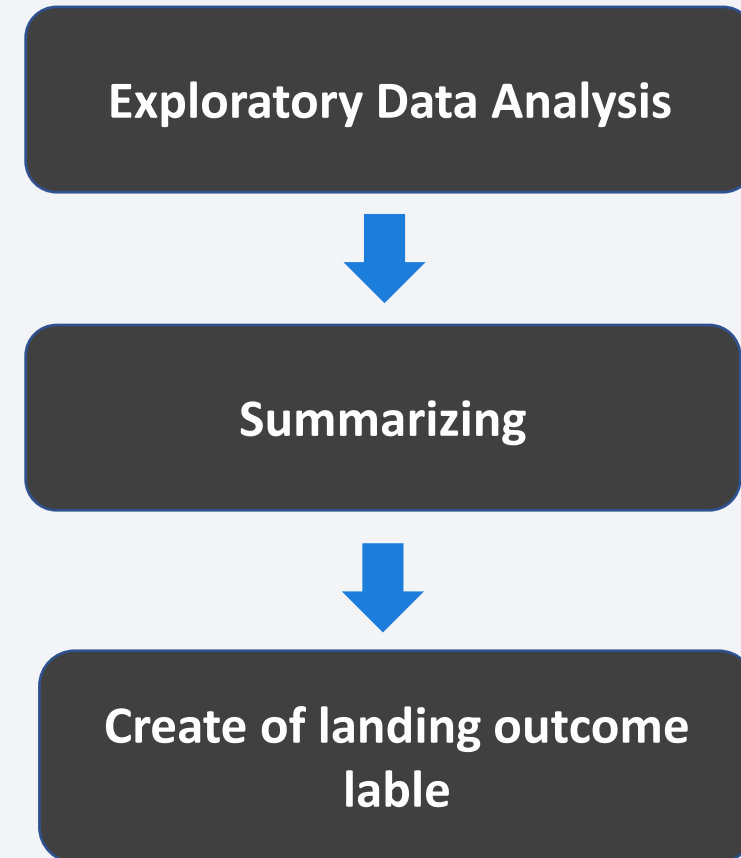 Exploratory Data Analysis
Summarizing
Create of landing outcome
lable